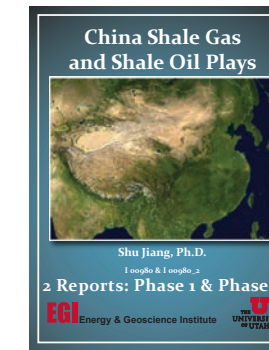 China Shale Gas
and Shale Oil Plays
Shu Jiang, Ph.D.
I 00980 & I 00980_2
2 Reports: Phase 1 & Phase
EGI Energy & Geoscience Institute
THE
UNIVERSI
OF UTAH